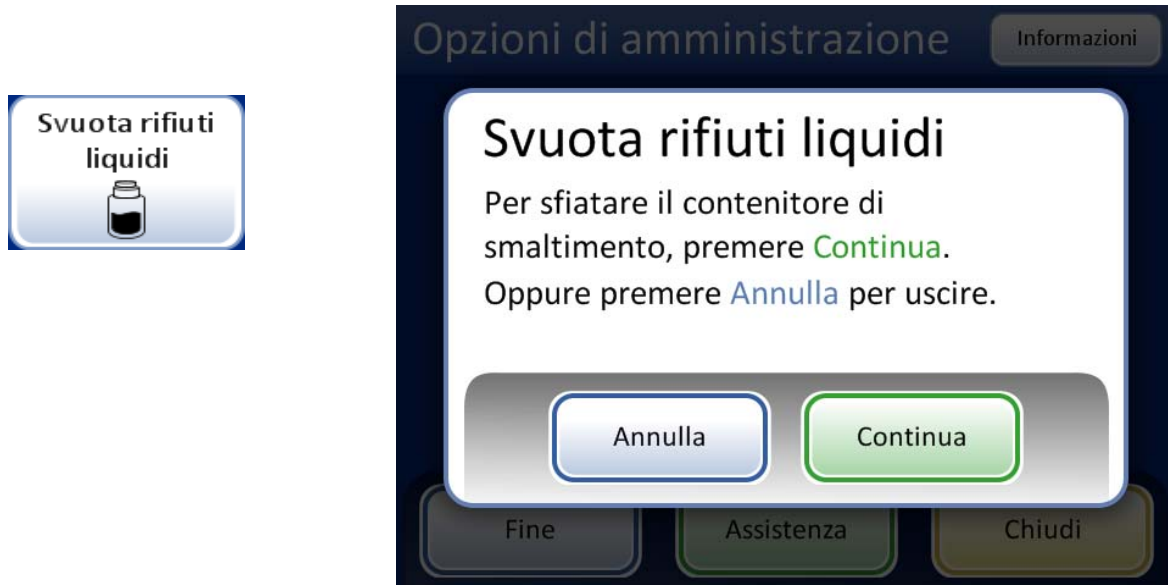 Svuota rifiuti
liquidi
Opzioni di amministrazione
Informazioni
Svuota rifiuti liquidi
Per sfiatare il contenitore di
smaltimento, premere Continua.
Oppure premere Annulla per uscire.
Annulla
Continua
Fine
Assistenza
Chiudi